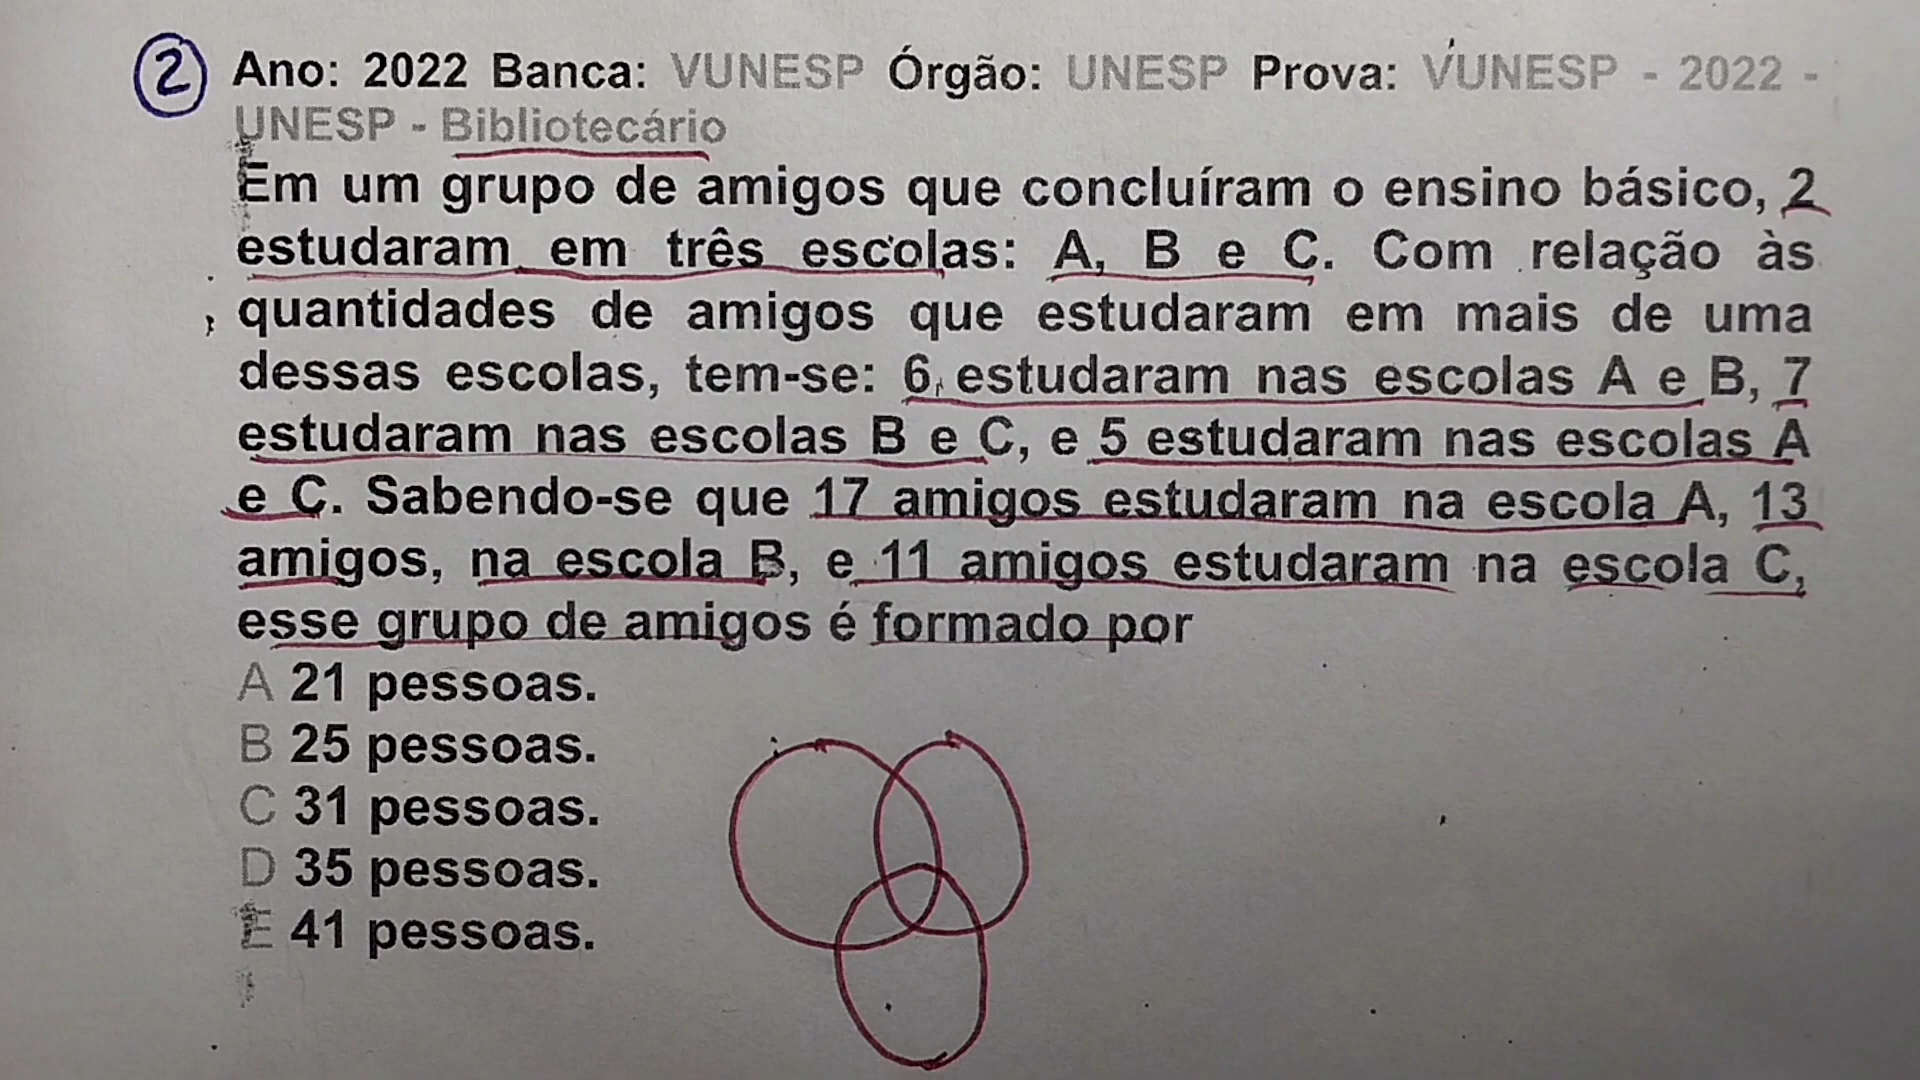 2 Ano: 2022 Banca: VUNESP Órgão: UNESP Prova: VUNESP - 2022 -
UNESP - Bibliotecário
Em um grupo de amigos que concluíram o ensino básico, 2
estudaram em três escolas: A, B e C. Com relação às
quantidades de amigos que estudaram em mais de uma
dessas escolas, tem-se: 6 estudaram nas escolas A e B, 7
estudaram nas escolas B e C, e 5 estudaram nas escolas A
e C. Sabendo-se que 17 amigos estudaram na escola A, 13
amigos, na escola B, e 11 amigos estudaram na escola C,
esse grupo de amigos é formado por
A 21 pessoas.
B 25 pessoas.
C 31 pessoas.
D 35 pessoas.
E 41 pessoas.